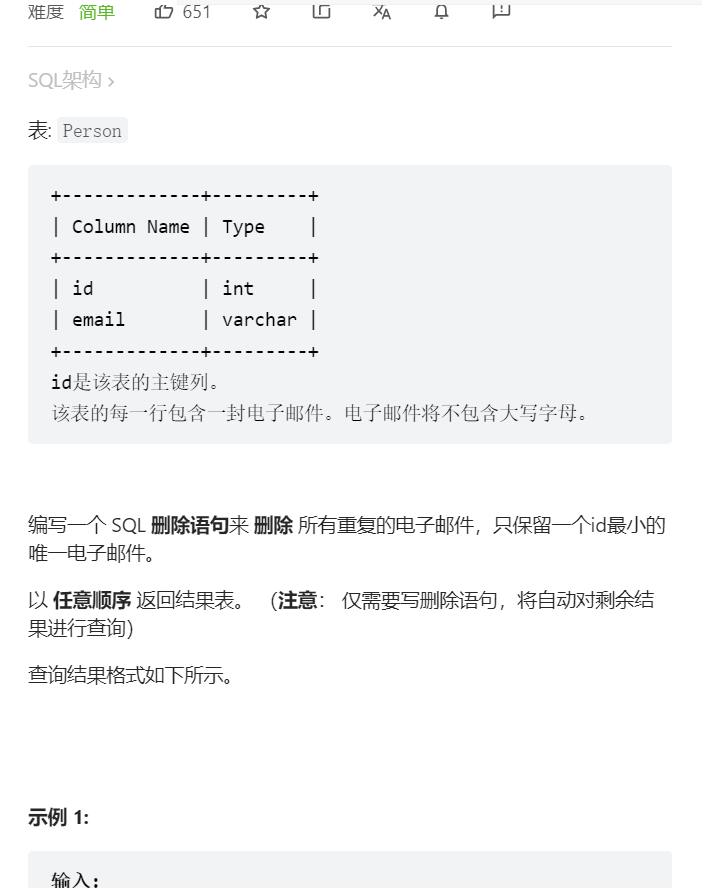 难度 简单 651
SQL架构 >
表: Person
+-------------+---------+
| Column Name | Type    |
+-------------+---------+
| id          | int     |
| email       | varchar |
+-------------+---------+
id是该表的主键列。
该表的每一行包含一封电子邮件。电子邮件将不包含大写字母。
编写一个 SQL 删除语句来 删除 所有重复的电子邮件，只保留一个id最小的
唯一电子邮件。
以 任意顺序 返回结果表。 （注意： 仅需要写删除语句，将自动对剩余结
果进行查询）
查询结果格式如下所示。
示例 1:
输入: